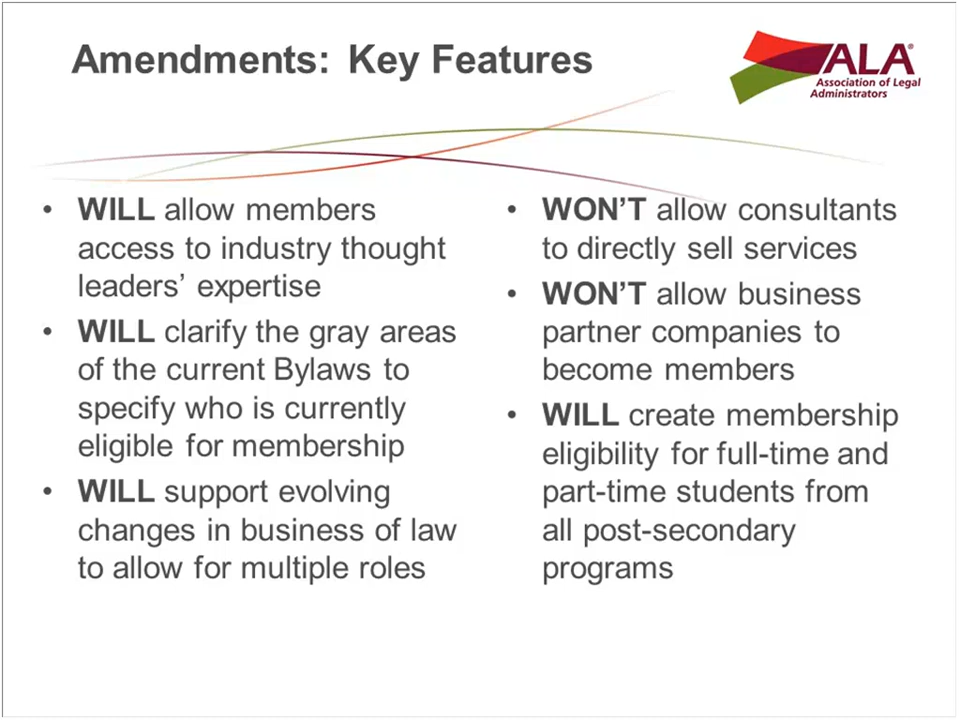 Amendments: Key Features
ALA®
Association of Legal
Administrators
• WILL allow members
access to industry thought
leaders’ expertise
• WILL clarify the gray areas
of the current Bylaws to
specify who is currently
eligible for membership
• WILL support evolving
changes in business of law
to allow for multiple roles
• WON’T allow consultants
to directly sell services
• WON’T allow business
partner companies to
become members
• WILL create membership
eligibility for full-time and
part-time students from
all post-secondary
programs